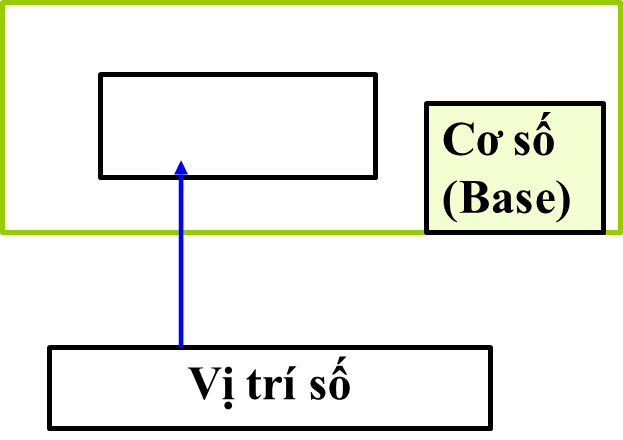 Cơ số
(Base)
Vị trí số